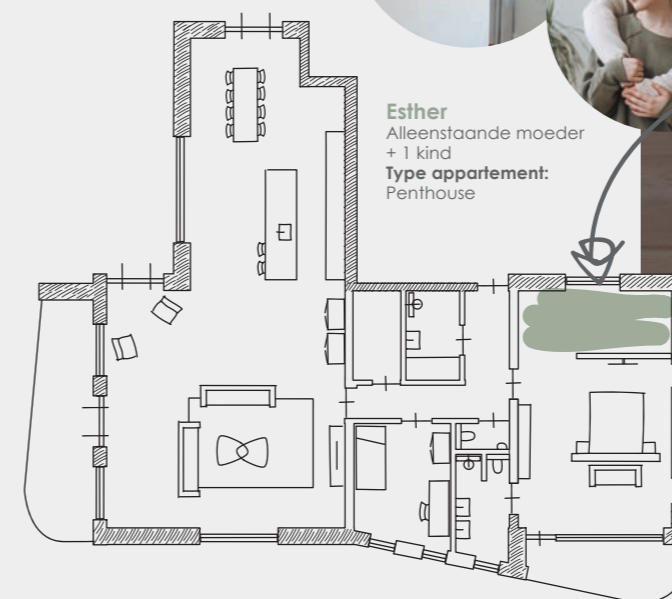 Esther
Alleenstaande moeder
+ 1 kind
Type appartement:
Penthouse